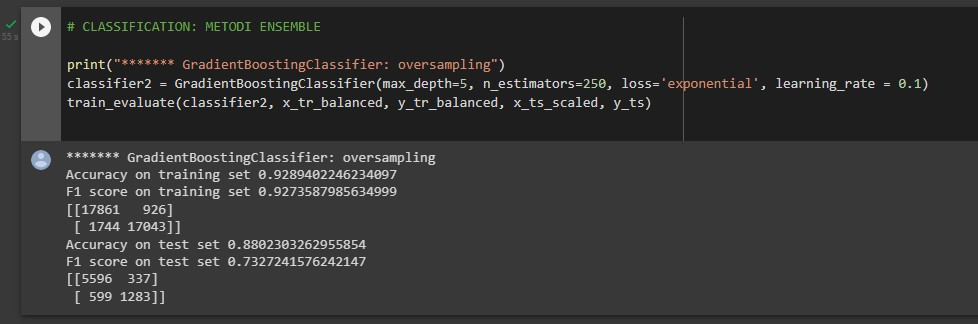 55 s
# CLASSIFICATION: METODI ENSEMBLE
print("******* GradientBoostingClassifier: oversampling")
classifier2 = GradientBoostingClassifier(max_depth=5, n_estimators=250, loss='exponential', learning_rate = 0.1)
train_evaluate(classifier2, x_tr_balanced, y_tr_balanced, x_ts_scaled, y_ts)
******* GradientBoostingClassifier: oversampling
Accuracy on training set 0.9289402246234097
F1 score on training set 0.9273587985634999
[[17861   926]
 [ 1744 17043]]
Accuracy on test set 0.8802303262955854
F1 score on test set 0.7327241576242147
[[5596  337]
 [ 599 1283]]